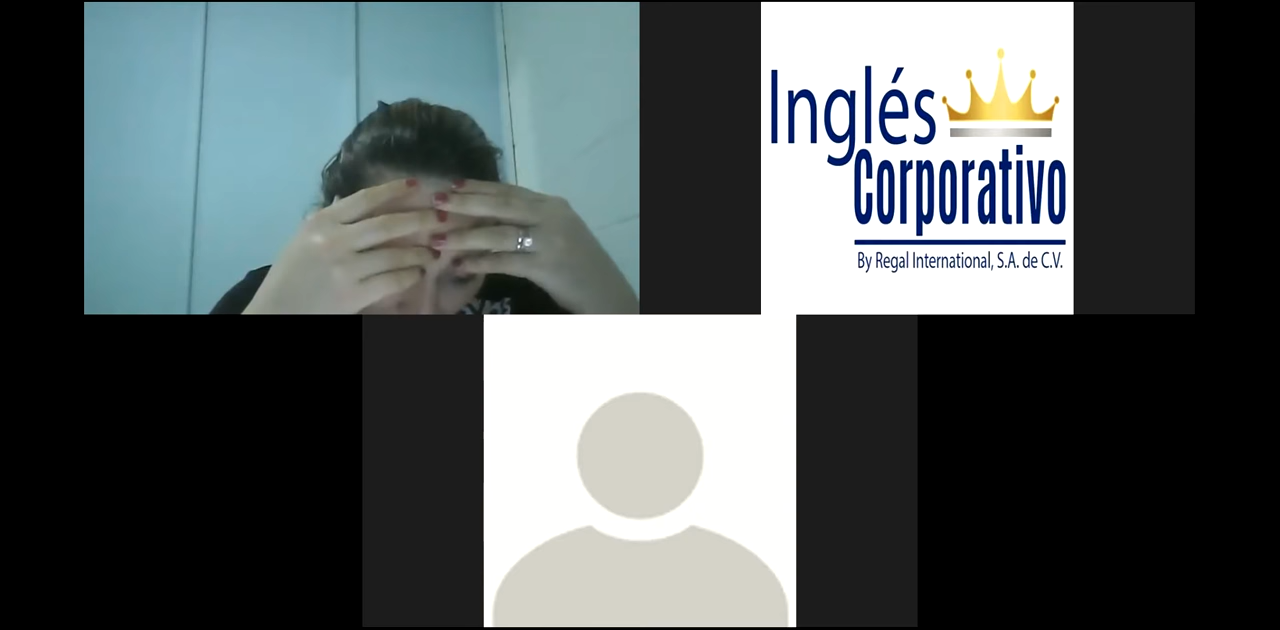 Inglés
Corporativo
By Regal International, S.A. de C.V.